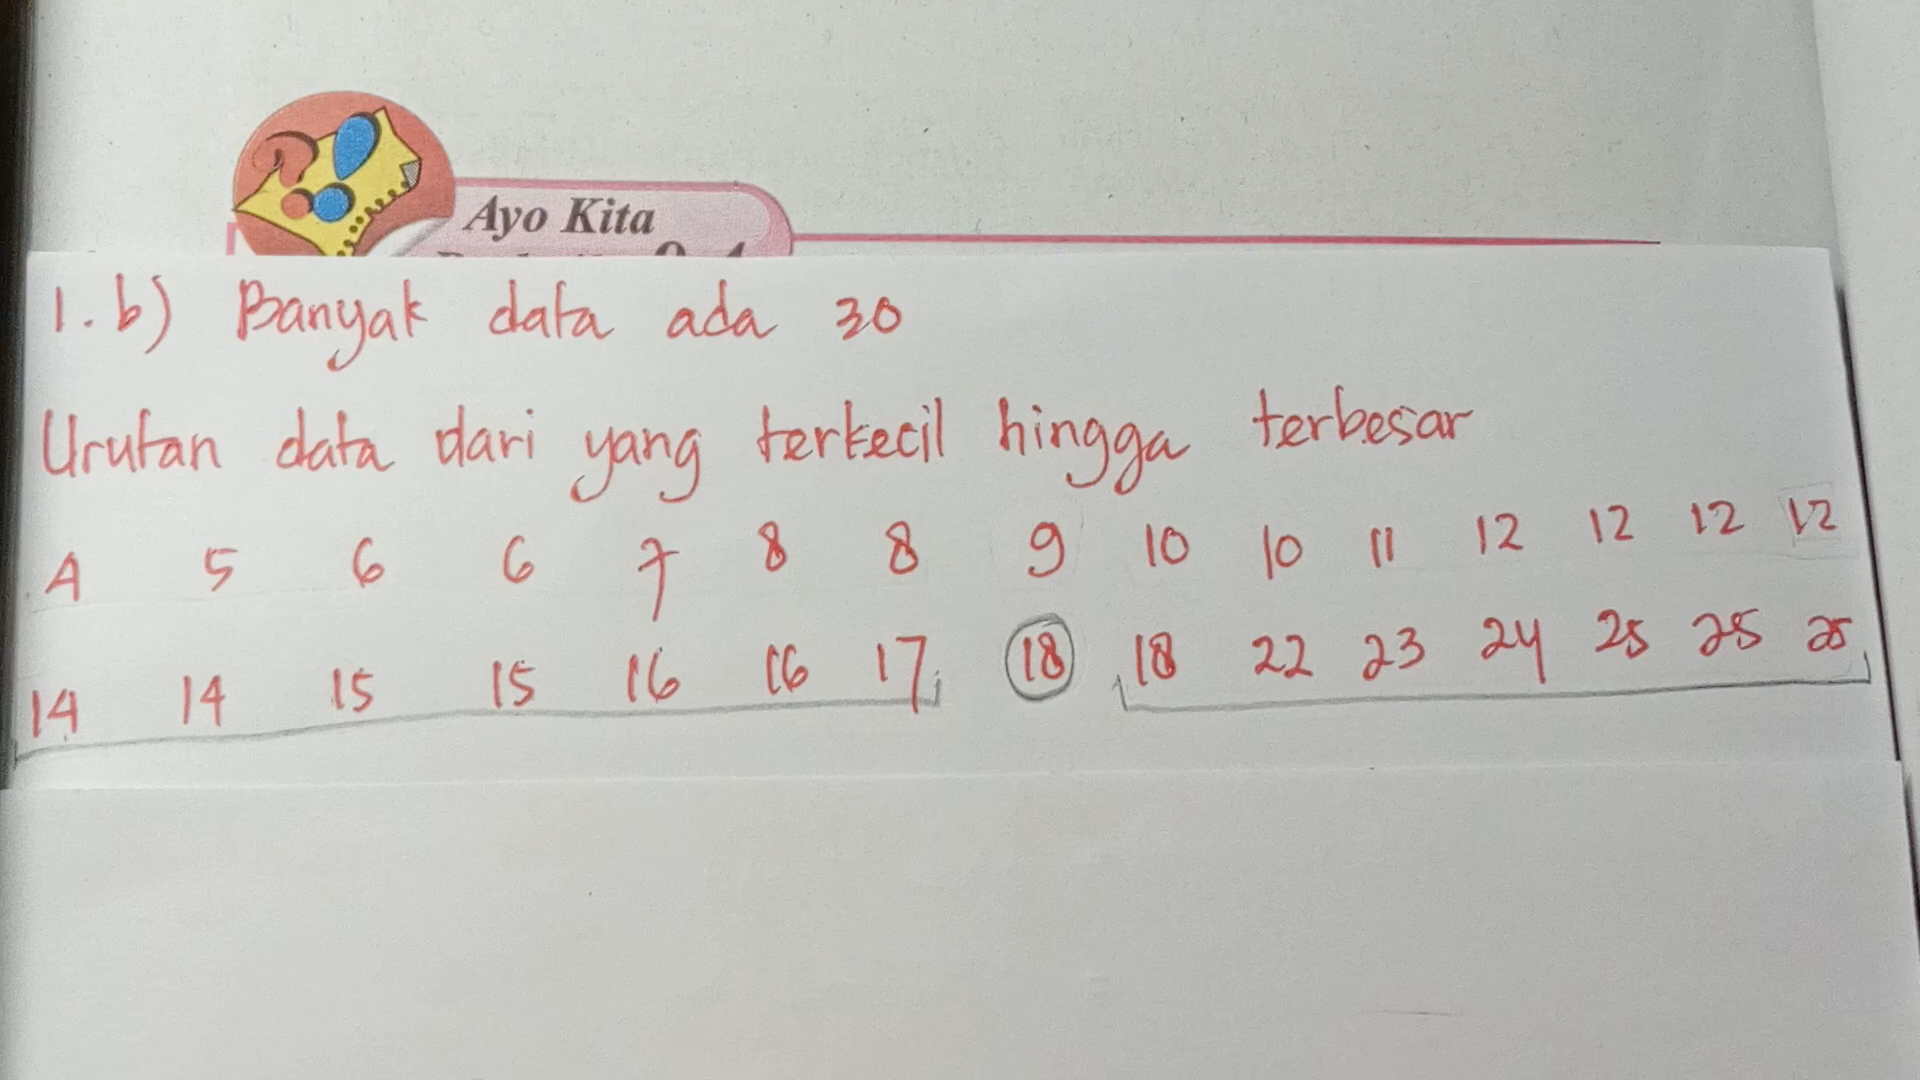 Ayo Kita
1. b) Banyak data ada 30
Urutan data dari yang terkecil hingga terbesar
4 5 6 6 7 8 8 9 10 10 11 12 12 12 12
14 14 15 15 16 16 17 18 18 22 23 24 25 25 25